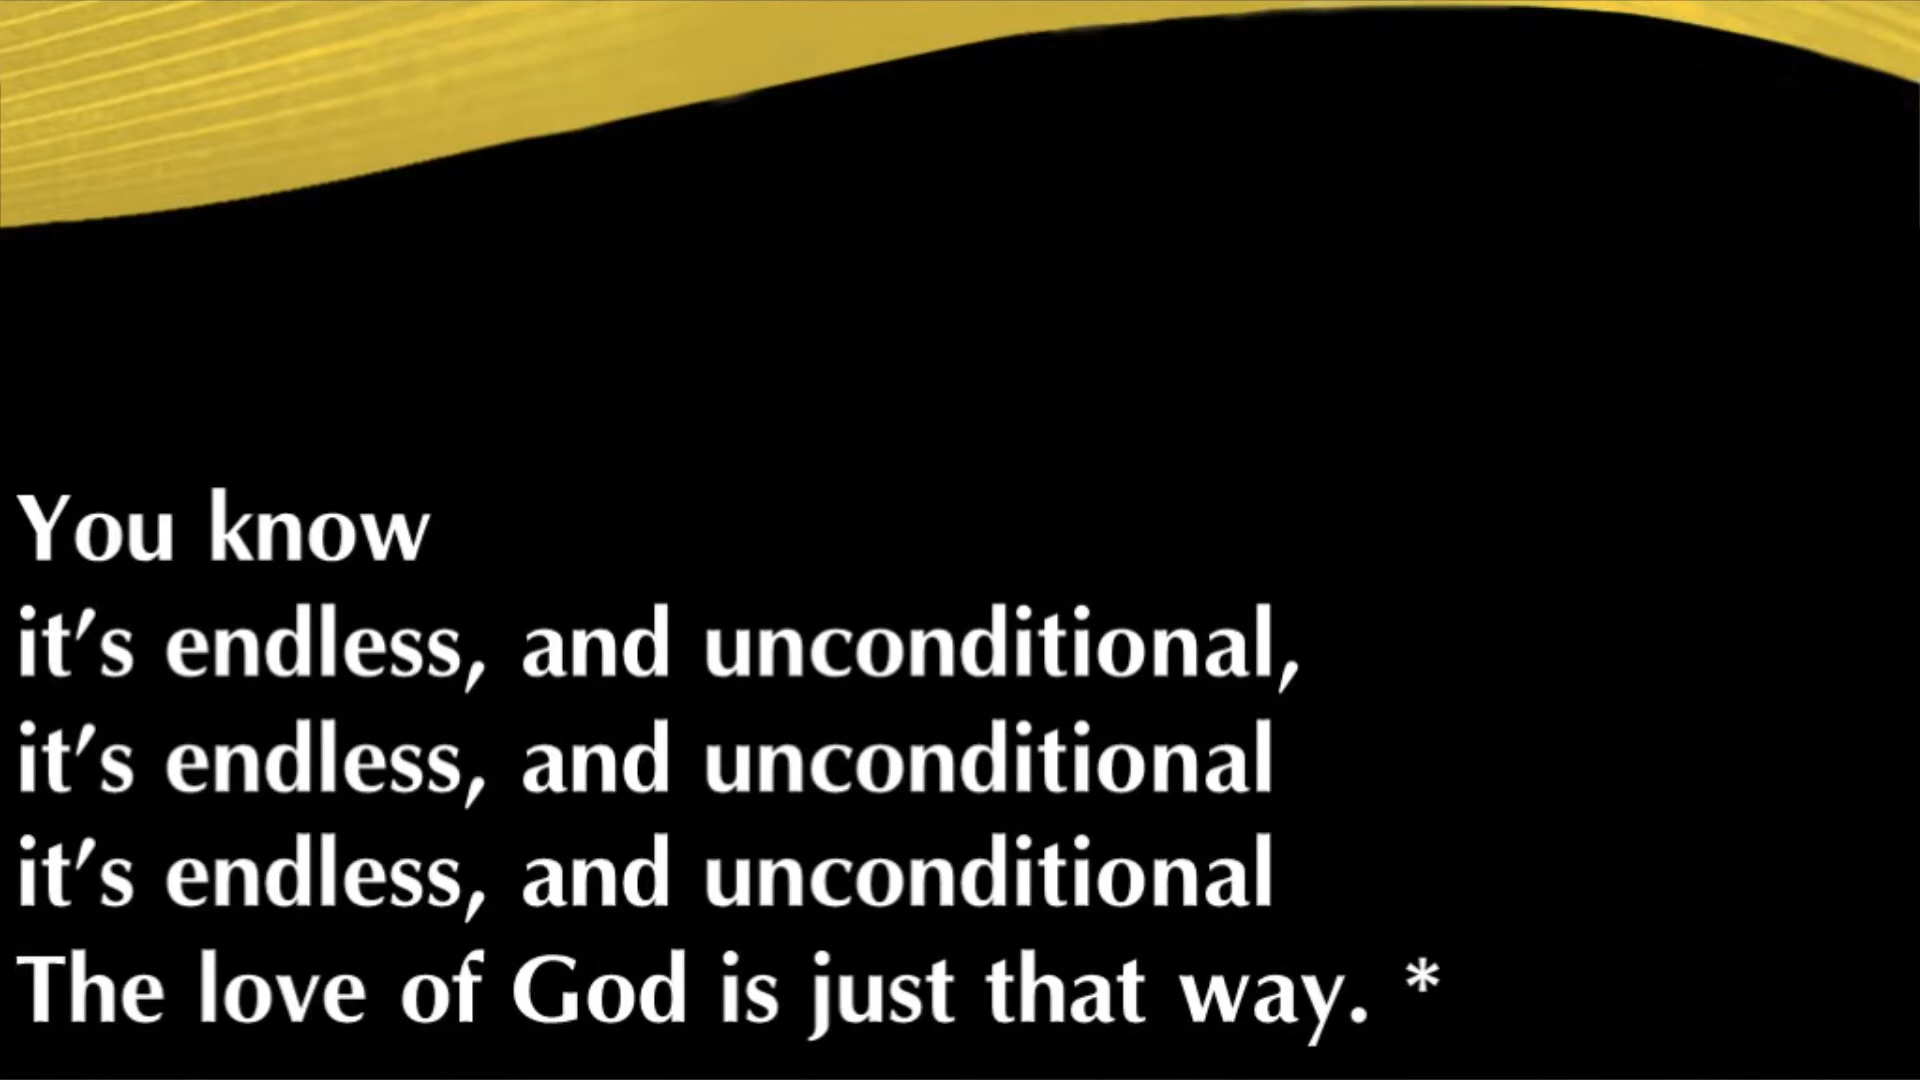 You know
it's endless, and unconditional,
it's endless, and unconditional
it's endless, and unconditional
The love of God is just that way. *